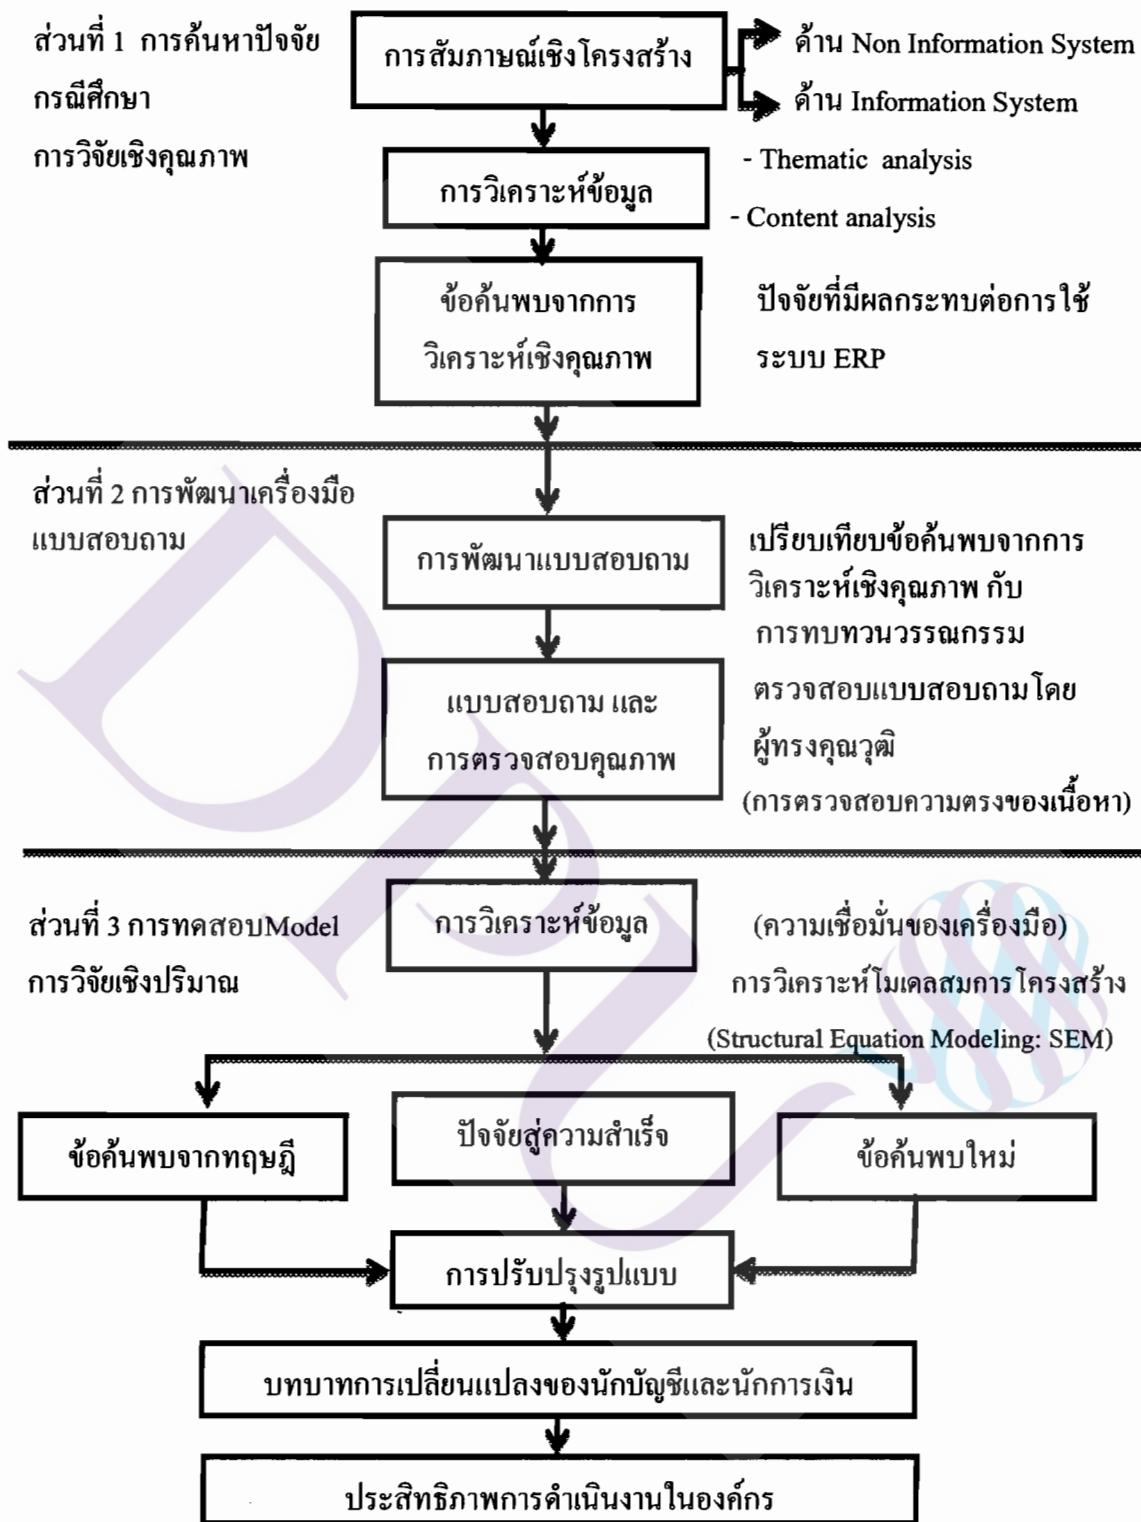 ส่วนที่ 1 การค้นหาปัจจัย
กรณีศึกษา
การวิจัยเชิงคุณภาพ
การสัมภาษณ์เชิงโครงสร้าง
ด้าน Non Information System
ด้าน Information System
การวิเคราะห์ข้อมูล
- Thematic analysis
- Content analysis
ข้อค้นพบจากการ
วิเคราะห์เชิงคุณภาพ
ปัจจัยที่มีผลกระทบต่อการใช้
ระบบ ERP
ส่วนที่ 2 การพัฒนาเครื่องมือ
แบบสอบถาม
การพัฒนาแบบสอบถาม
เปรียบเทียบข้อค้นพบจากการ
วิเคราะห์เชิงคุณภาพ กับ
การทบทวนวรรณกรรม
แบบสอบถาม และ
การตรวจสอบคุณภาพ
ตรวจสอบแบบสอบถามโดย
ผู้ทรงคุณวุฒิ
(การตรวจสอบความตรงของเนื้อหา)
ส่วนที่ 3 การทดสอบModel
การวิจัยเชิงปริมาณ
การวิเคราะห์ข้อมูล
(ความเชื่อมั่นของเครื่องมือ)
การวิเคราะห์โมเดลสมการโครงสร้าง
(Structural Equation Modeling: SEM)
ข้อค้นพบจากทฤษฎี
ปัจจัยสู่ความสำเร็จ
ข้อค้นพบใหม่
การปรับปรุงรูปแบบ
บทบาทการเปลี่ยนแปลงของนักบัญชีและนักการเงิน
ประสิทธิภาพการดำเนินงานในองค์กร
DPU